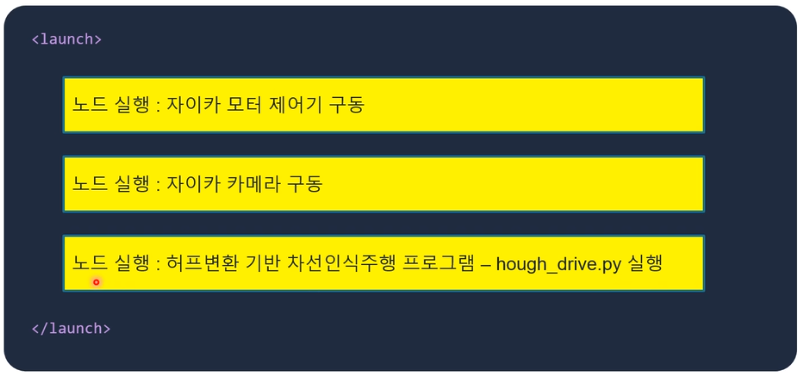 <launch>
노드 실행 : 자이카 모터 제어기 구동
노드 실행 : 자이카 카메라 구동
노드 실행 : 허프변환 기반 차선인식주행 프로그램 – hough_drive.py 실행
</launch>